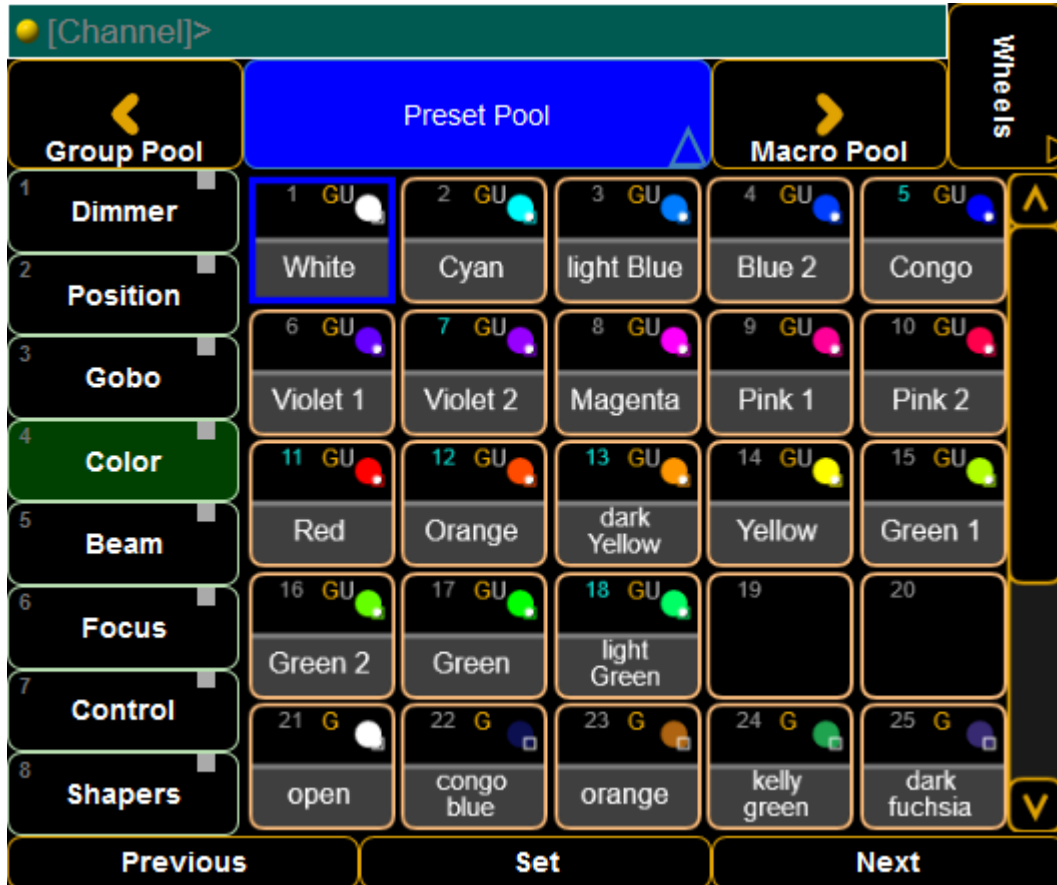 [Channel]>
Wheels
Group Pool
Preset Pool
Macro Pool
1
Dimmer
2
Position
3
Gobo
4
Color
5
Beam
6
Focus
7
Control
8
Shapers
1 GU
White
2 GU
Cyan
3 GU
light Blue
4 GU
Blue 2
5 GU
Congo
6 GU
Violet 1
7 GU
Violet 2
8 GU
Magenta
9 GU
Pink 1
10 GU
Pink 2
11 GU
Red
12 GU
Orange
13 GU
dark
Yellow
14 GU
Yellow
15 GU
Green 1
16 GU
Green 2
17 GU
Green
18 GU
light
Green
19
20
21 G
open
22 G
congo
blue
23 G
orange
24 G
kelly
green
25 G
dark
fuchsia
Previous
Set
Next